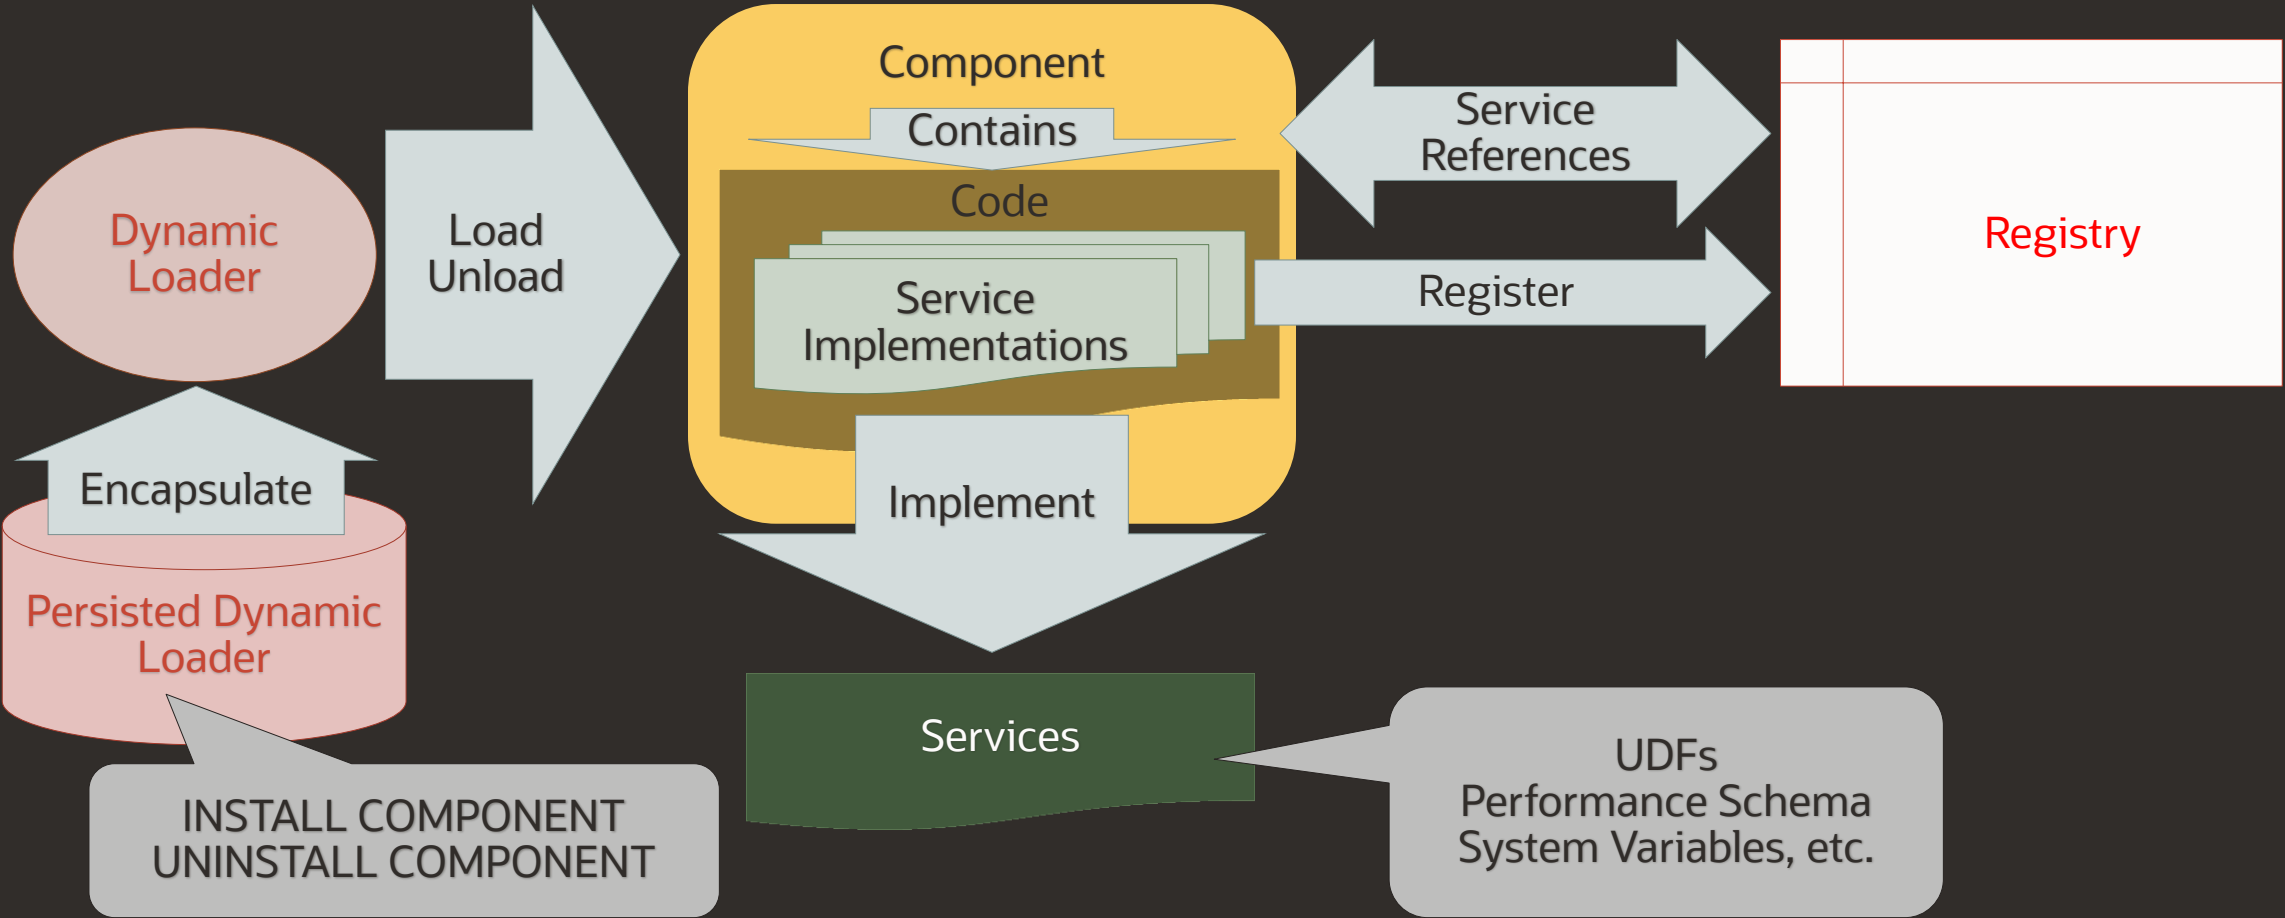 Component
Contains
Code
Service
Implementations
Service
References
Register
Registry
Dynamic
Loader
Load
Unload
Encapsulate
Persisted Dynamic
Loader
Implement
Services
INSTALL COMPONENT
UNINSTALL COMPONENT
UDFs
Performance Schema
System Variables, etc.